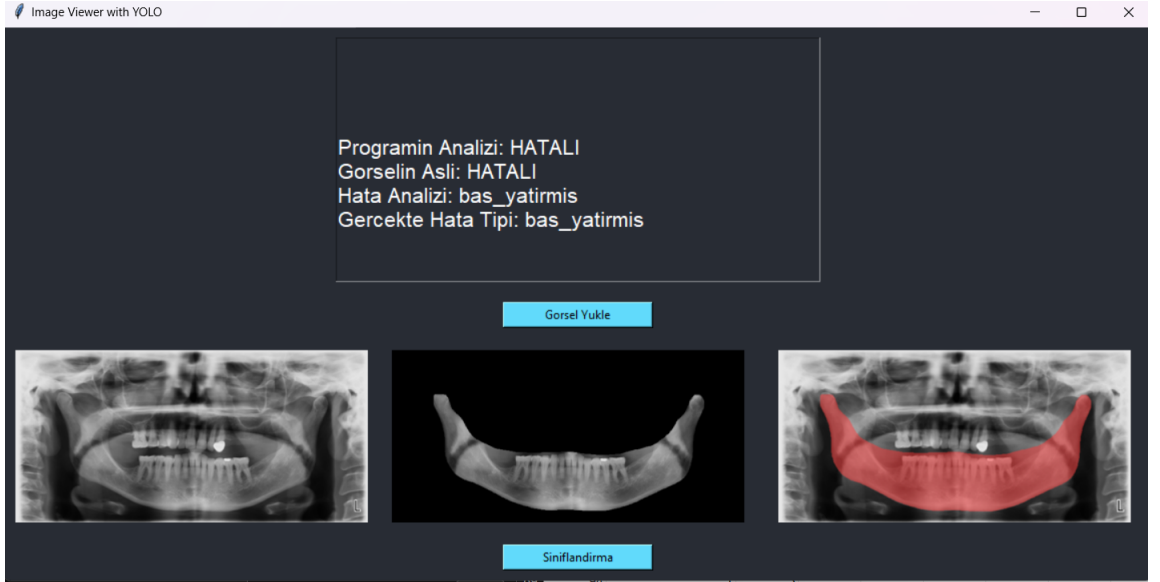 Image Viewer with YOLO
Programin Analizi: HATALI
Gorselin Asli: HATALI
Hata Analizi: bas_yatirmis
Gercekte Hata Tipi: bas_yatirmis
Gorsel Yukle
L
L
Siniflandirma